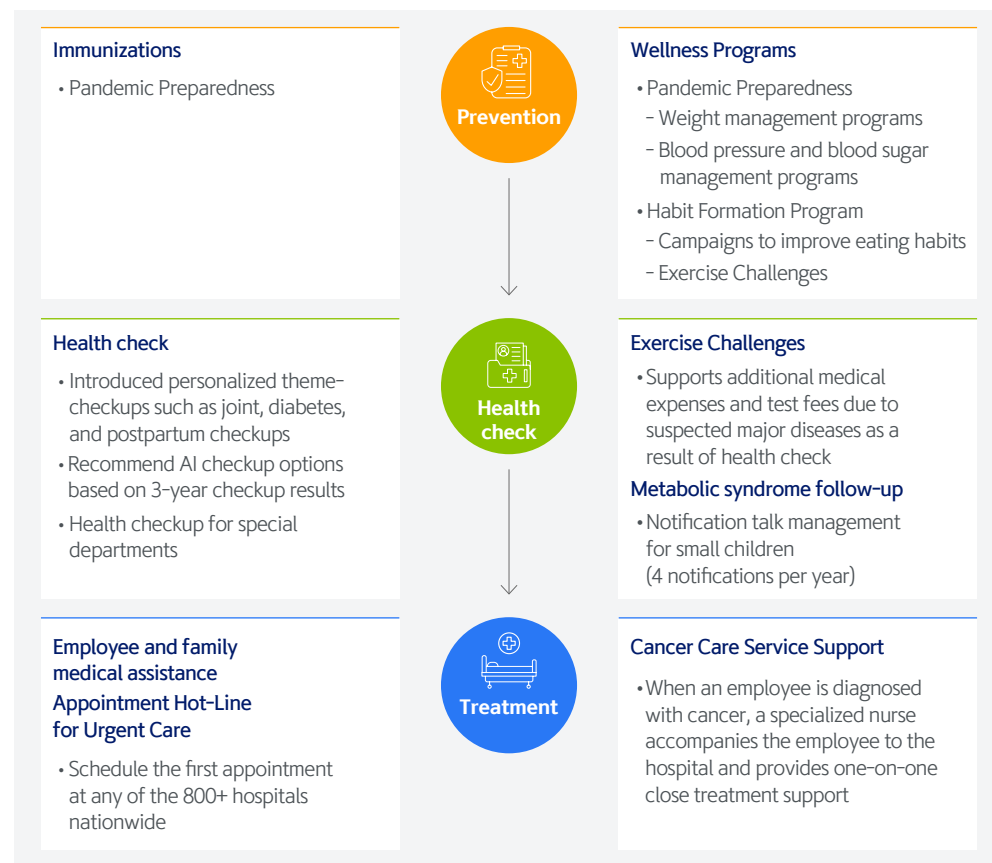 Immunizations
• Pandemic Preparedness
Prevention
Wellness Programs
• Pandemic Preparedness
- Weight management programs
- Blood pressure and blood sugar
management programs
• Habit Formation Program
- Campaigns to improve eating habits
- Exercise Challenges
Health check
• Introduced personalized theme-
checkups such as joint, diabetes,
and postpartum checkups
• Recommend AI checkup options
based on 3-year checkup results
• Health checkup for special
departments
Health
check
Exercise Challenges
• Supports additional medical
expenses and test fees due to
suspected major diseases as a
result of health check
Metabolic syndrome follow-up
• Notification talk management
for small children
(4 notifications per year)
Employee and family
medical assistance
Appointment Hot-Line
for Urgent Care
• Schedule the first appointment
at any of the 800+ hospitals
nationwide
Treatment
Cancer Care Service Support
• When an employee is diagnosed
with cancer, a specialized nurse
accompanies the employee to the
hospital and provides one-on-one
close treatment support